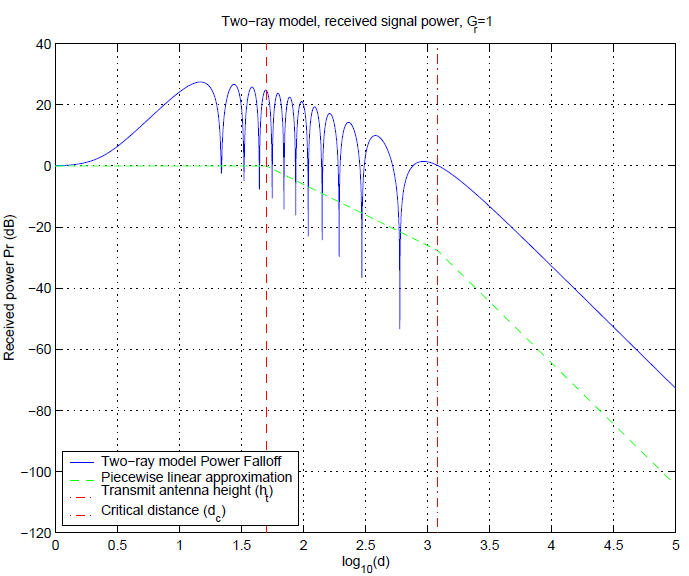 Two−ray model, received signal power, Gr=1
40
20
0
−20
−40
−60
−80
−100
−120
Received power Pr (dB)
Two−ray model Power Falloff
Piecewise linear approximation
Transmit antenna height (ht)
Critical distance (dc)
0 0.5 1 1.5 2 2.5 3 3.5 4 4.5 5
log10(d)